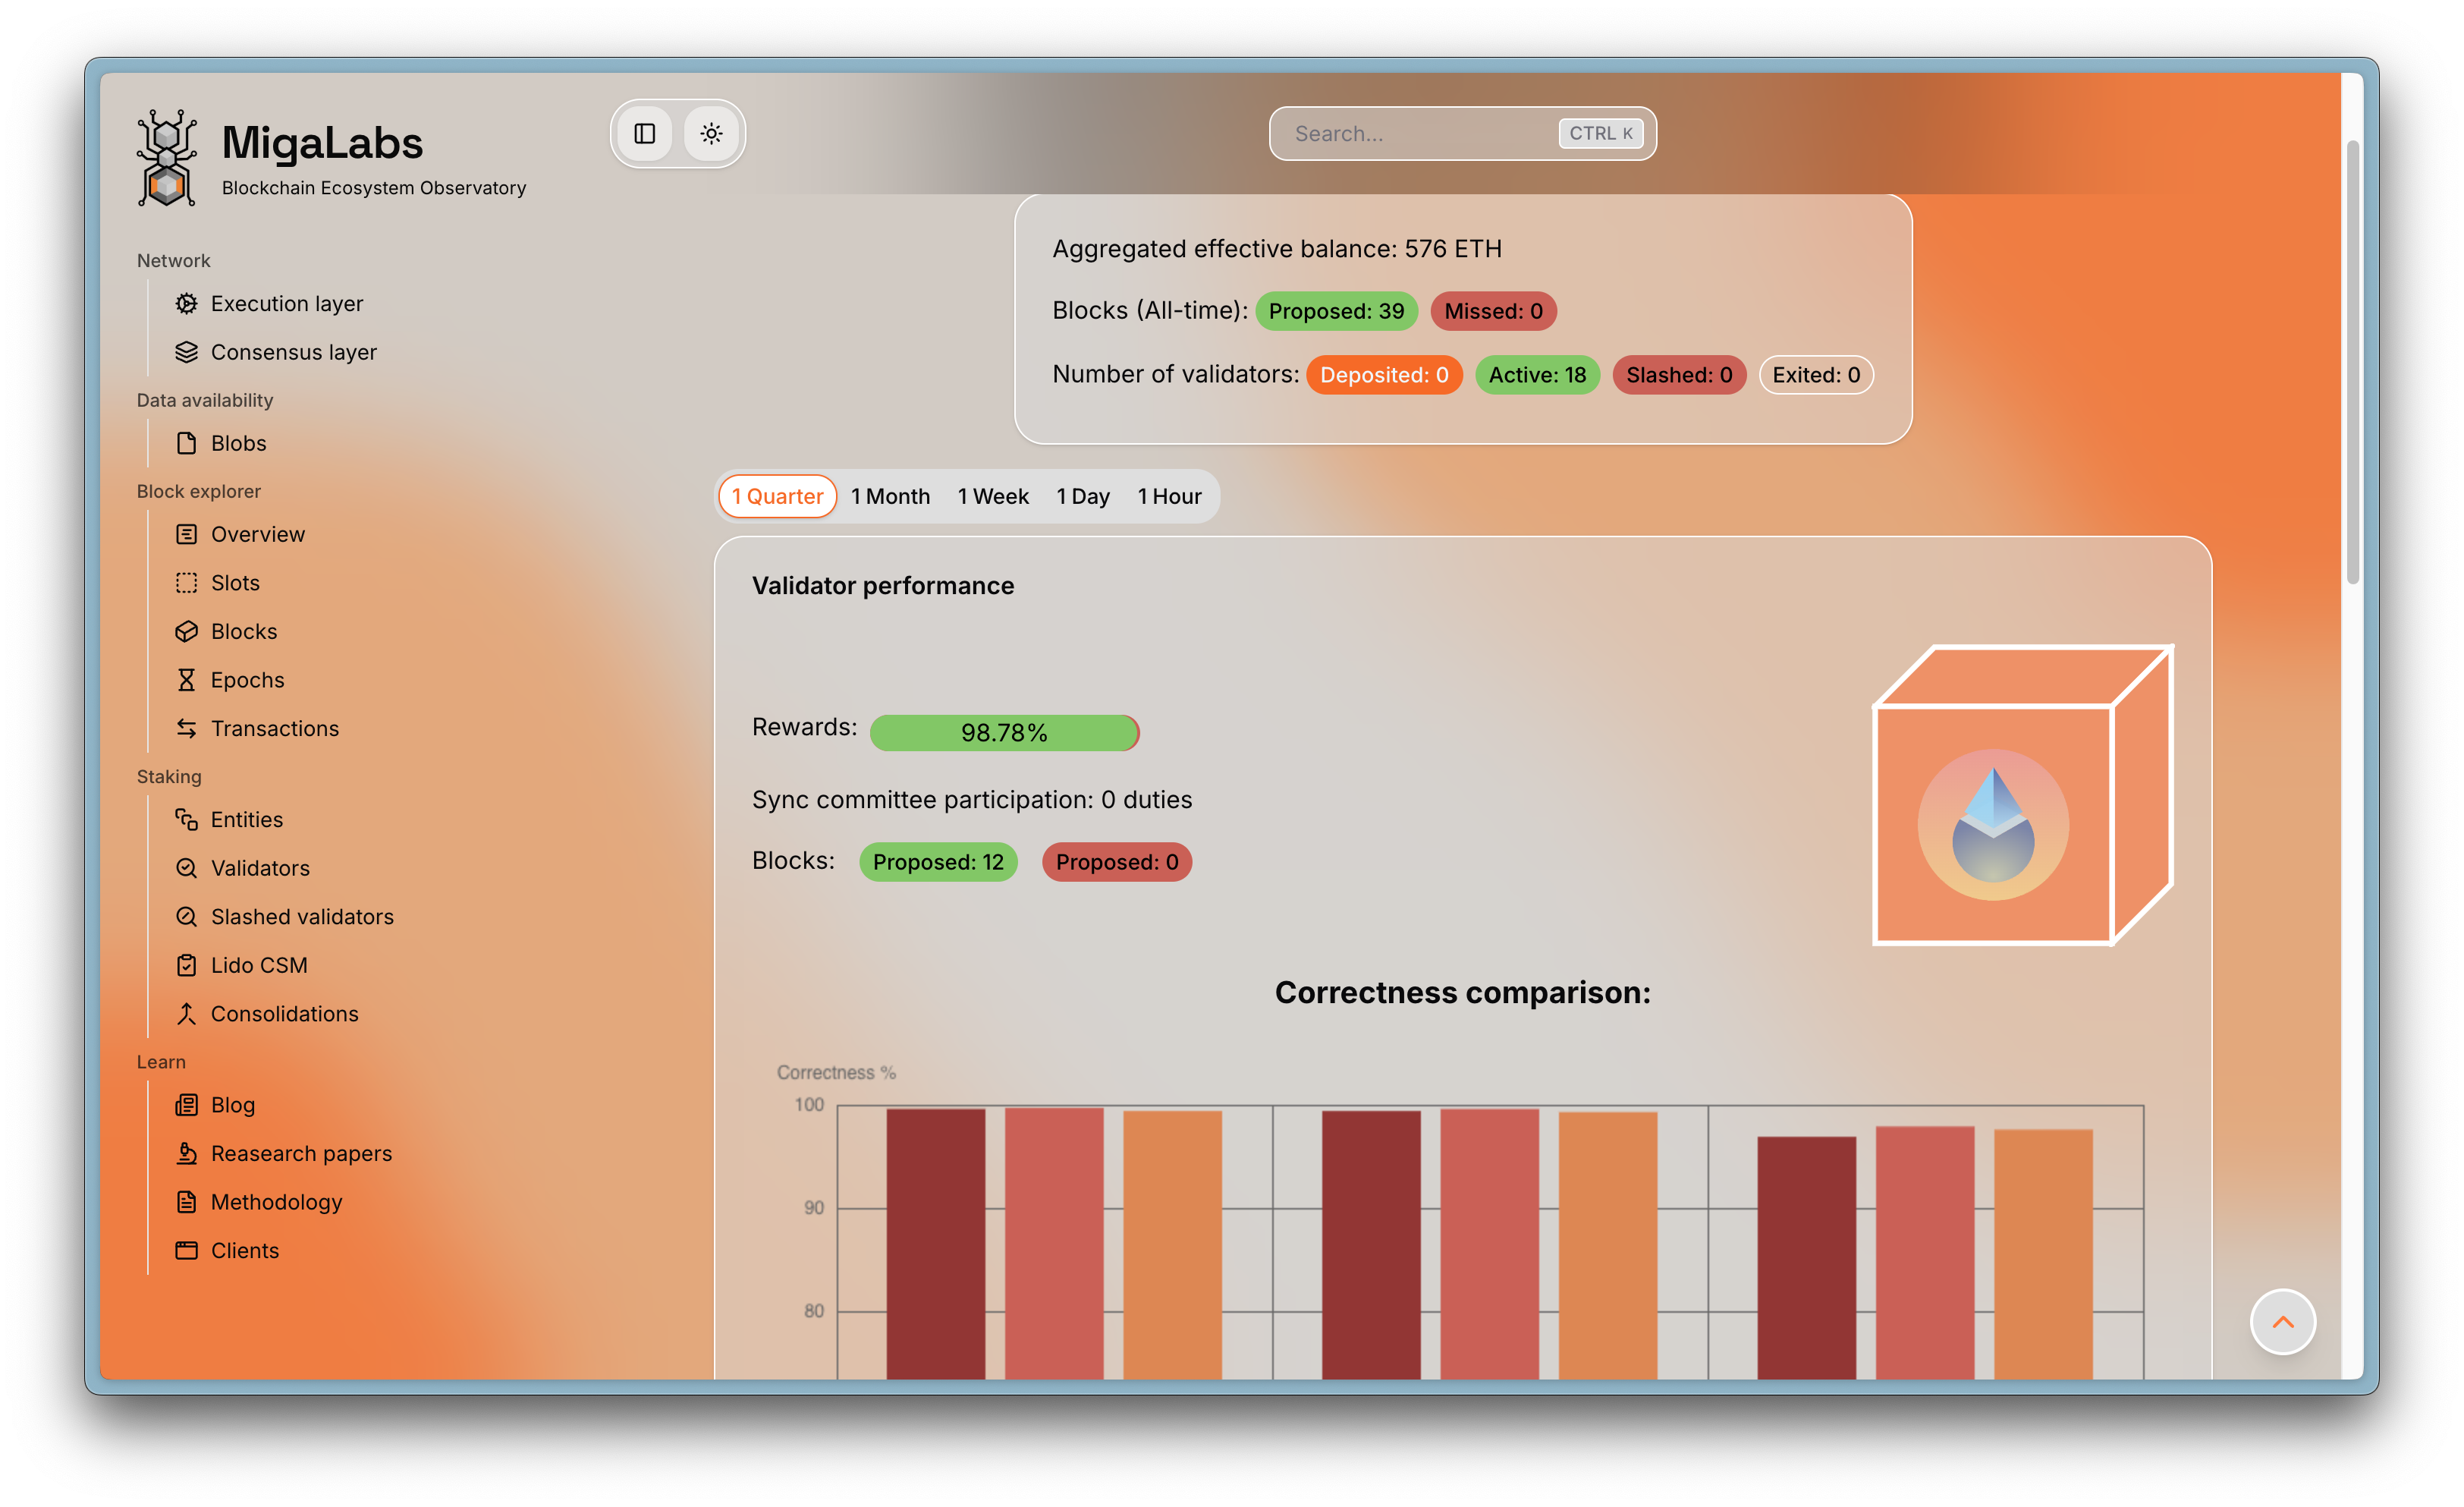 MigaLabs
Blockchain Ecosystem Observatory
Search...
CTRL K
Network
Execution layer
Consensus layer
Data availability
Blobs
Block explorer
Overview
Slots
Blocks
Epochs
Transactions
Staking
Entities
Validators
Slashed validators
Lido CSM
Consolidations
Learn
Blog
Reasearch papers
Methodology
Clients
Aggregated effective balance: 576 ETH
Blocks (All-time): Proposed: 39 Missed: 0
Number of validators: Deposited: 0 Active: 18 Slashed: 0 Exited: 0
1 Quarter 1 Month 1 Week 1 Day 1 Hour
Validator performance
Rewards: 98.78%
Sync committee participation: 0 duties
Blocks: Proposed: 12 Proposed: 0
Correctness comparison:
Correctness %
100
90
80